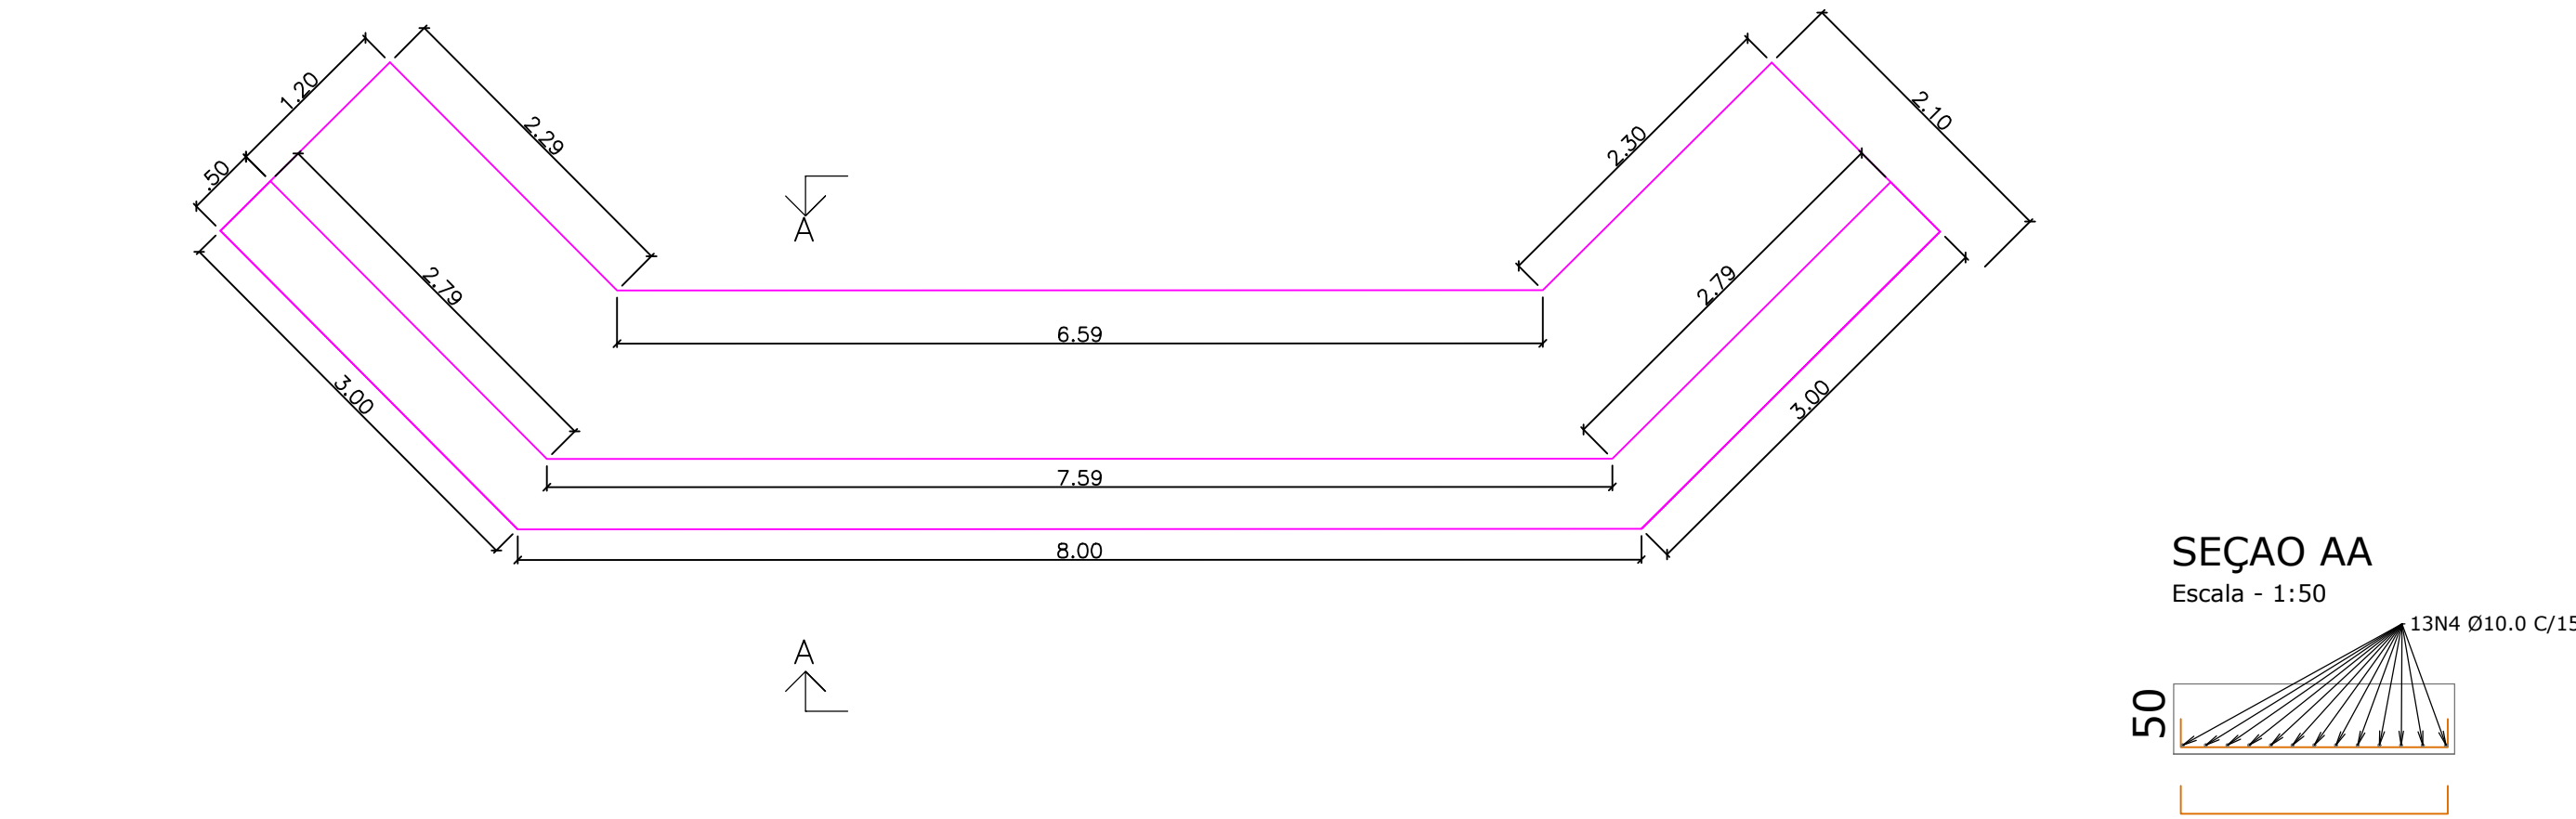 1.20
.50
2.29
2.79
3.00
A
6.59
7.59
8.00
A
2.30
2.79
2.10
3.00
SEÇAO AA
Escala - 1:50
13N4 Ø10.0 C/15
50